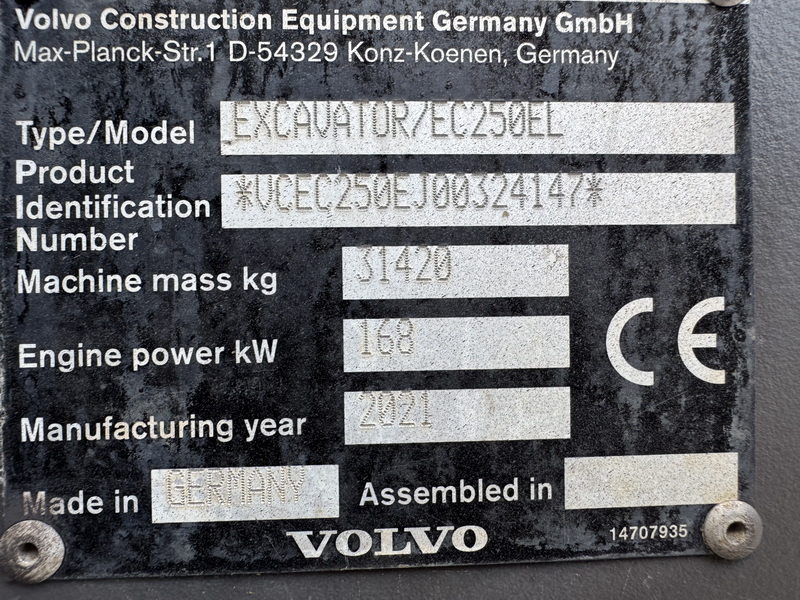 Volvo Construction Equipment Germany GmbH
Max-Planck-Str.1 D-54329 Konz-Koenen, Germany
Type/Model EXCAVATOR/EC250EL
Product
Identification *VCEC250EJ00324147*
Number
Machine mass kg 31420
Engine power kW 168
CE
Manufacturing year 2021
Made in GERMANY Assembled in
VOLVO 14707935